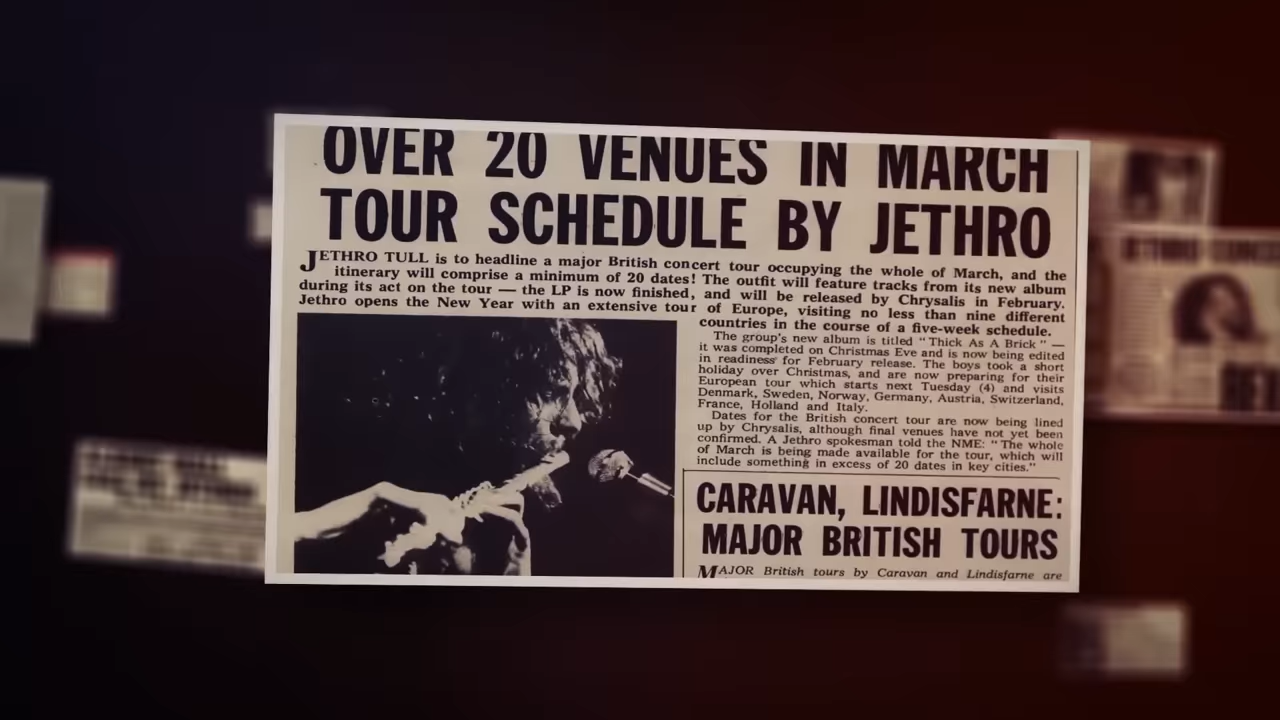 OVER 20 VENUES IN MARCH
TOUR SCHEDULE BY JETHRO
JETHRO TULL is to headline a major British concert tour occupying the whole of March, and the
itinerary will comprise a minimum of 20 dates! The outfit will feature tracks from its new album
during its act on the tour — the LP is now finished, and will be released by Chrysalis in February.
Jethro opens the New Year with an extensive tour of Europe, visiting no less than nine different
countries in the course of a five-week schedule.
The group's new album is titled "Thick As A Brick" —
it was completed on Christmas Eve and is now being edited
in readiness for February release. The boys took a short
holiday over Christmas, and are now preparing for their
European tour which starts next Tuesday (4) and visits
Denmark, Sweden, Norway, Germany, Austria, Switzerland,
France, Holland and Italy.
Dates for the British concert tour are now being lined
up by Chrysalis, although final venues have not yet been
confirmed. A Jethro spokesman told the NME: "The whole
of March is being made available for the tour, which will
include something in excess of 20 dates in key cities."
CARAVAN, LINDISFARNE:
MAJOR BRITISH TOURS
MAJOR British tours by Caravan and Lindisfarne are